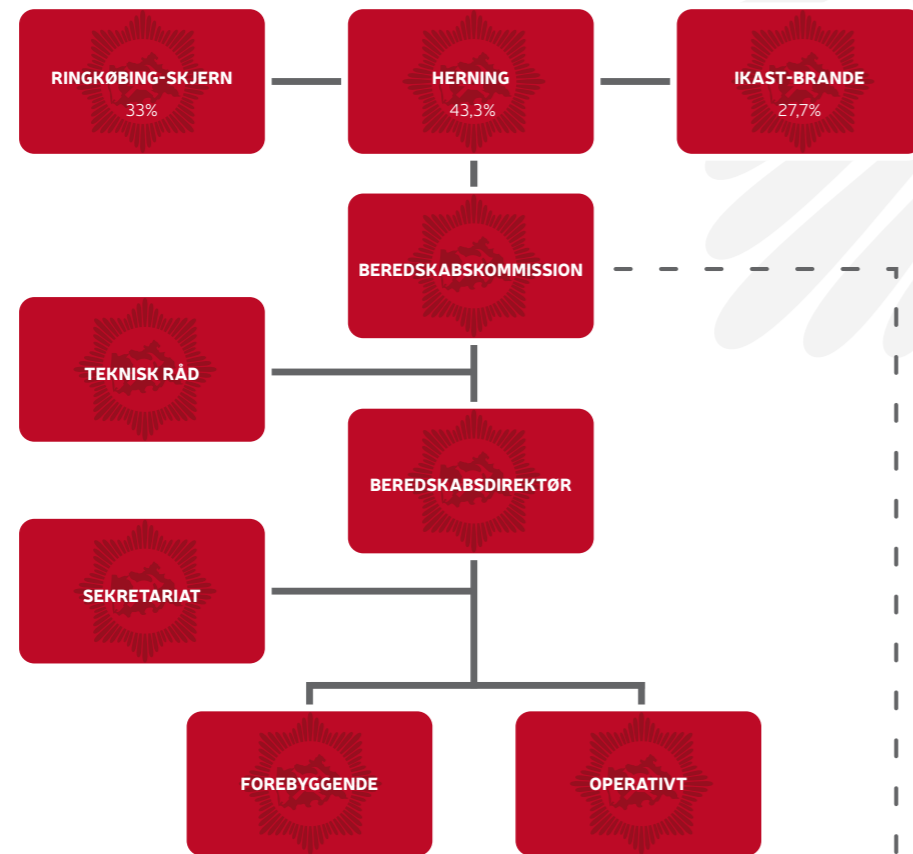 RINGKØBING-SKJERN
33%
HERNING
43,3%
IKAST-BRANDE
27,7%
BEREDSKABSKOMMISSION
TEKNISK RÅD
BEREDSKABSDIREKTØR
SEKRETARIAT
FOREBYGGENDE
OPERATIVT